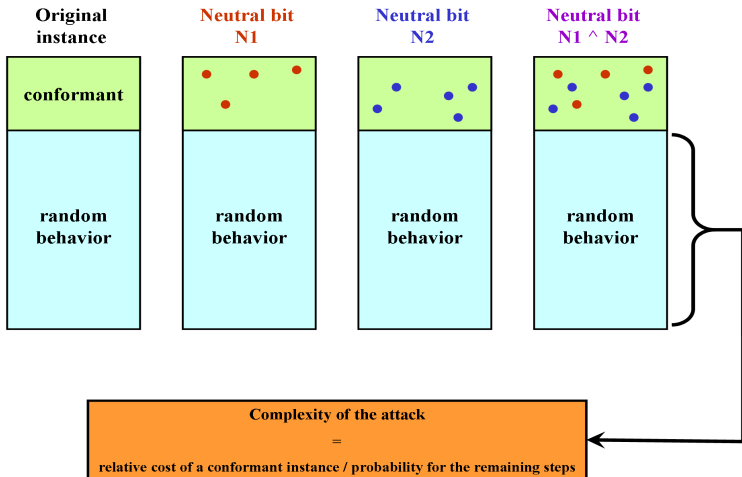 Original
instance
Neutral bit
N1
Neutral bit
N2
Neutral bit
N1 ^ N2
conformant
random
behavior
random
behavior
random
behavior
random
behavior
Complexity of the attack
=
relative cost of a conformant instance / probability for the remaining steps